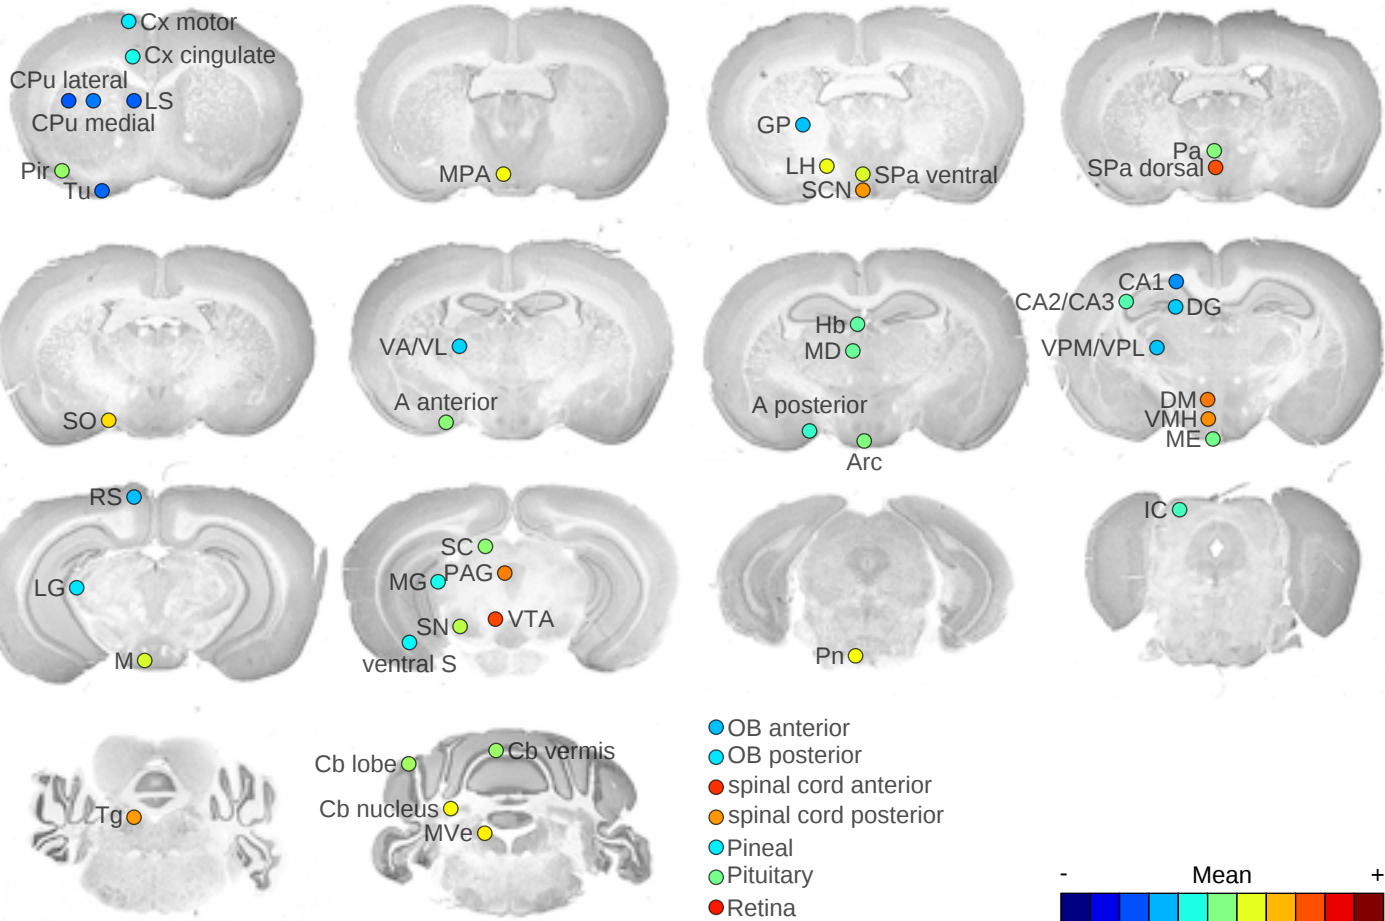 Cx motor
Cx cingulate
CPu lateral
LS
CPu medial
Pir
Tu
MPA
GP
LH
SPa ventral
SCN
Pa
SPa dorsal
SO
VA/VL
A anterior
Hb
MD
A posterior
Arc
CA1
CA2/CA3
DG
VPM/VPL
DM
VMH
ME
RS
LG
M
SC
MG
PAG
SN
VTA
ventral S
Pn
IC
Tg
Cb lobe
Cb vermis
Cb nucleus
MVe
OB anterior
OB posterior
spinal cord anterior
spinal cord posterior
Pineal
Pituitary
Retina
- Mean +